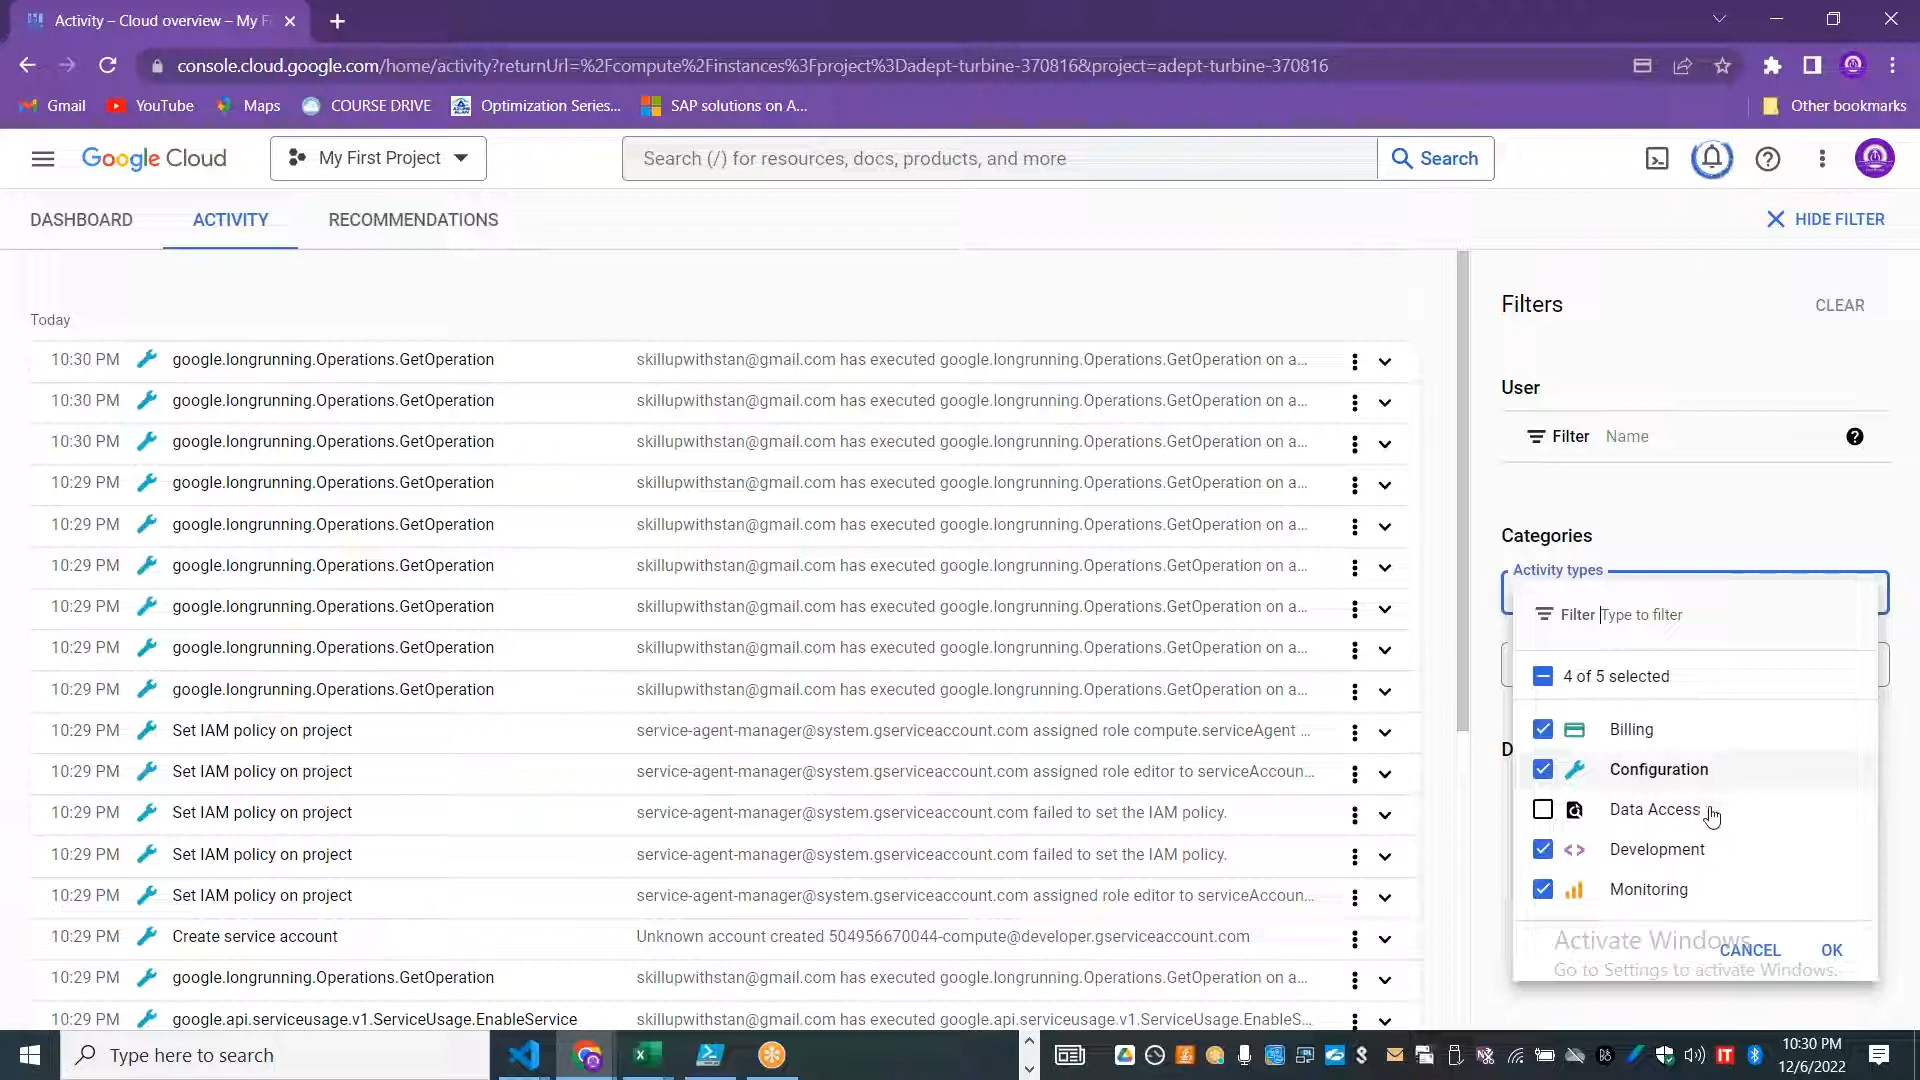 Activity – Cloud overview – My Fi
console.cloud.google.com/home/activity?returnUrl=%2Fcompute%2Finstances%3Fproject%3Dadept-turbine-370816&project=adept-turbine-370816
Gmail YouTube Maps COURSE DRIVE Optimization Series... SAP solutions on A... Other bookmarks
Google Cloud My First Project Search (/) for resources, docs, products, and more Search
DASHBOARD ACTIVITY RECOMMENDATIONS HIDE FILTER
Today
10:30 PM google.longrunning.Operations.GetOperation skillupwithstan@gmail.com has executed google.longrunning.Operations.GetOperation on a...
10:30 PM google.longrunning.Operations.GetOperation skillupwithstan@gmail.com has executed google.longrunning.Operations.GetOperation on a...
10:30 PM google.longrunning.Operations.GetOperation skillupwithstan@gmail.com has executed google.longrunning.Operations.GetOperation on a...
10:29 PM google.longrunning.Operations.GetOperation skillupwithstan@gmail.com has executed google.longrunning.Operations.GetOperation on a...
10:29 PM google.longrunning.Operations.GetOperation skillupwithstan@gmail.com has executed google.longrunning.Operations.GetOperation on a...
10:29 PM google.longrunning.Operations.GetOperation skillupwithstan@gmail.com has executed google.longrunning.Operations.GetOperation on a...
10:29 PM google.longrunning.Operations.GetOperation skillupwithstan@gmail.com has executed google.longrunning.Operations.GetOperation on a...
10:29 PM google.longrunning.Operations.GetOperation skillupwithstan@gmail.com has executed google.longrunning.Operations.GetOperation on a...
10:29 PM google.longrunning.Operations.GetOperation skillupwithstan@gmail.com has executed google.longrunning.Operations.GetOperation on a...
10:29 PM Set IAM policy on project service-agent-manager@system.gserviceaccount.com assigned role compute.serviceAgent ...
10:29 PM Set IAM policy on project service-agent-manager@system.gserviceaccount.com assigned role editor to serviceAccoun...
10:29 PM Set IAM policy on project service-agent-manager@system.gserviceaccount.com failed to set the IAM policy.
10:29 PM Set IAM policy on project service-agent-manager@system.gserviceaccount.com failed to set the IAM policy.
10:29 PM Set IAM policy on project service-agent-manager@system.gserviceaccount.com assigned role editor to serviceAccoun...
10:29 PM Create service account Unknown account created 504956670044-compute@developer.gserviceaccount.com
10:29 PM google.longrunning.Operations.GetOperation skillupwithstan@gmail.com has executed google.longrunning.Operations.GetOperation on a...
10:29 PM google.api.serviceusage.v1.ServiceUsage.EnableService skillupwithstan@gmail.com has executed google.api.serviceusage.v1.ServiceUsage.EnableS...
Filters CLEAR
User
Filter Name
Categories
Activity types
Filter Type to filter
4 of 5 selected
Billing
D
Configuration
Data Access
Development
Monitoring
Activate Windows
CANCEL OK
Go to Settings to activate Windows.
Type here to search
10:30 PM
12/6/2022